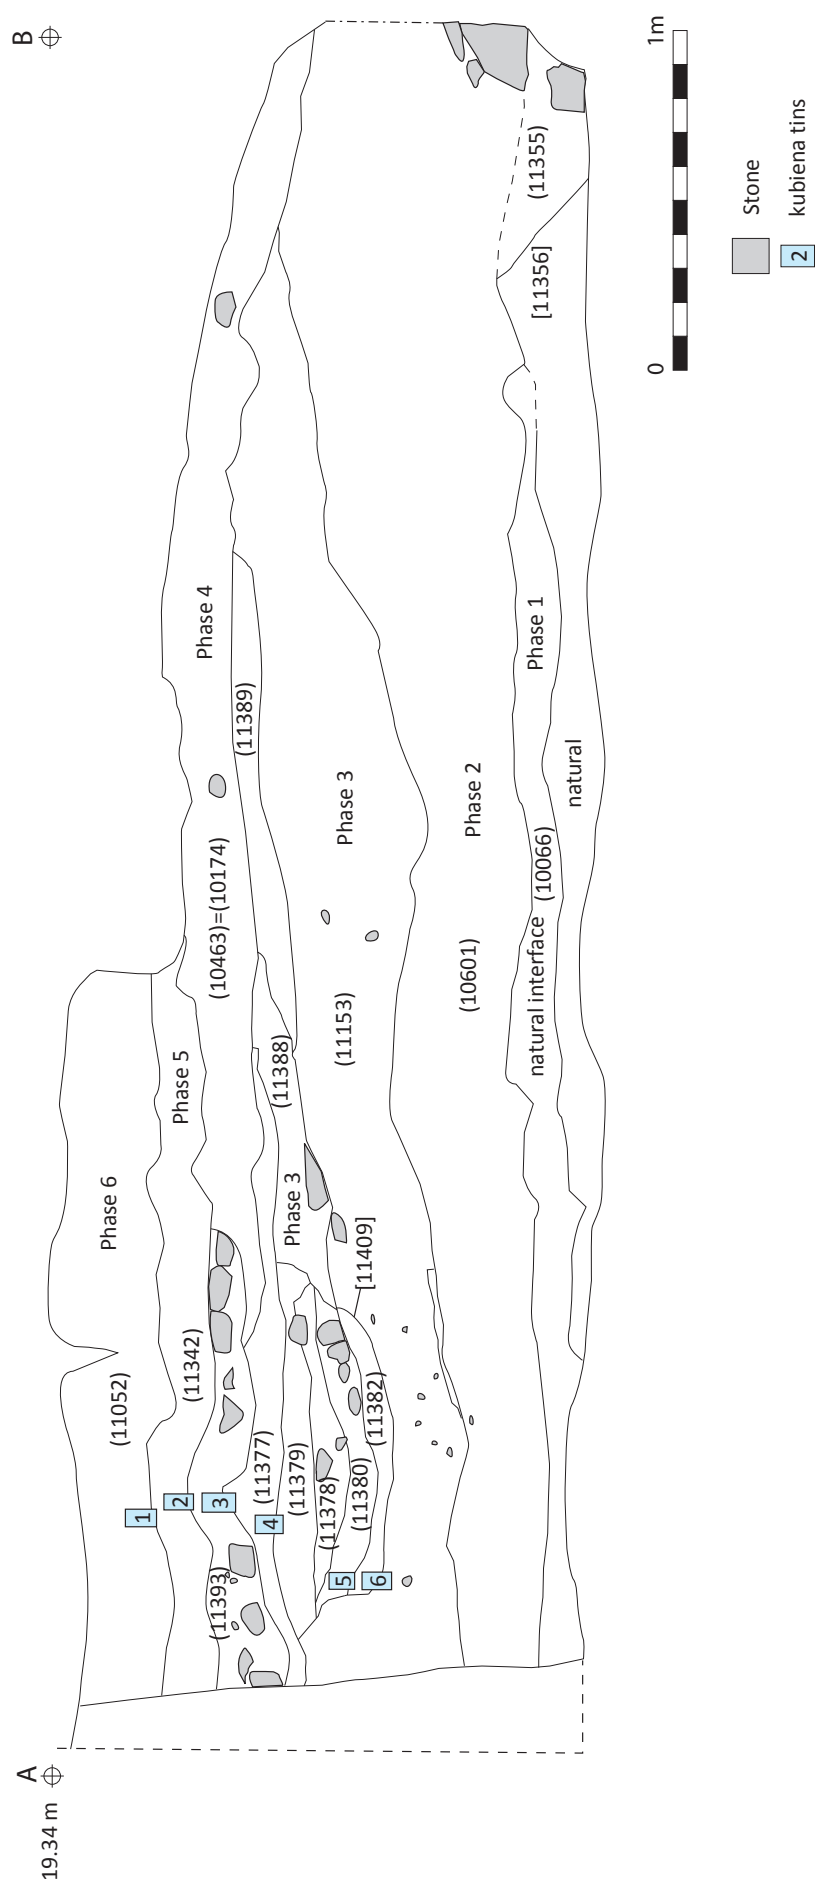 A
B
19.34 m
Phase 6
(11052)
Phase 5
(11342)
Phase 4
(10463)=(10174)
(11393)
(11389)
(11377)
(11388)
Phase 3
(11379)
(11378)
(11380)
(11382)
[11409]
Phase 3
(11153)
Phase 2
(10601)
Phase 1
natural interface (10066)
natural
(11355)
[11356]
1
2
3
4
5
6
0
1m
Stone
2 kubiena tins